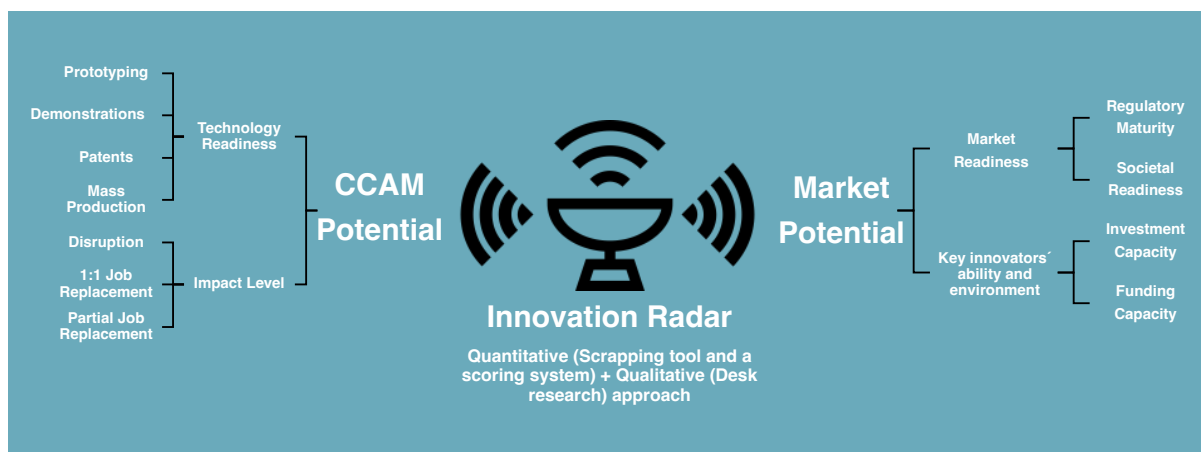 Prototyping
Demonstrations
Patents
Mass
Production
Technology
Readiness
Disruption
1:1 Job
Replacement
Partial Job
Replacement
Impact Level
CCAM
Potential
Innovation Radar
Quantitative (Scrapping tool and a
scoring system) + Qualitative (Desk
research) approach
Market
Potential
Market
Readiness
Regulatory
Maturity
Societal
Readiness
Key innovators´
ability and
environment
Investment
Capacity
Funding
Capacity